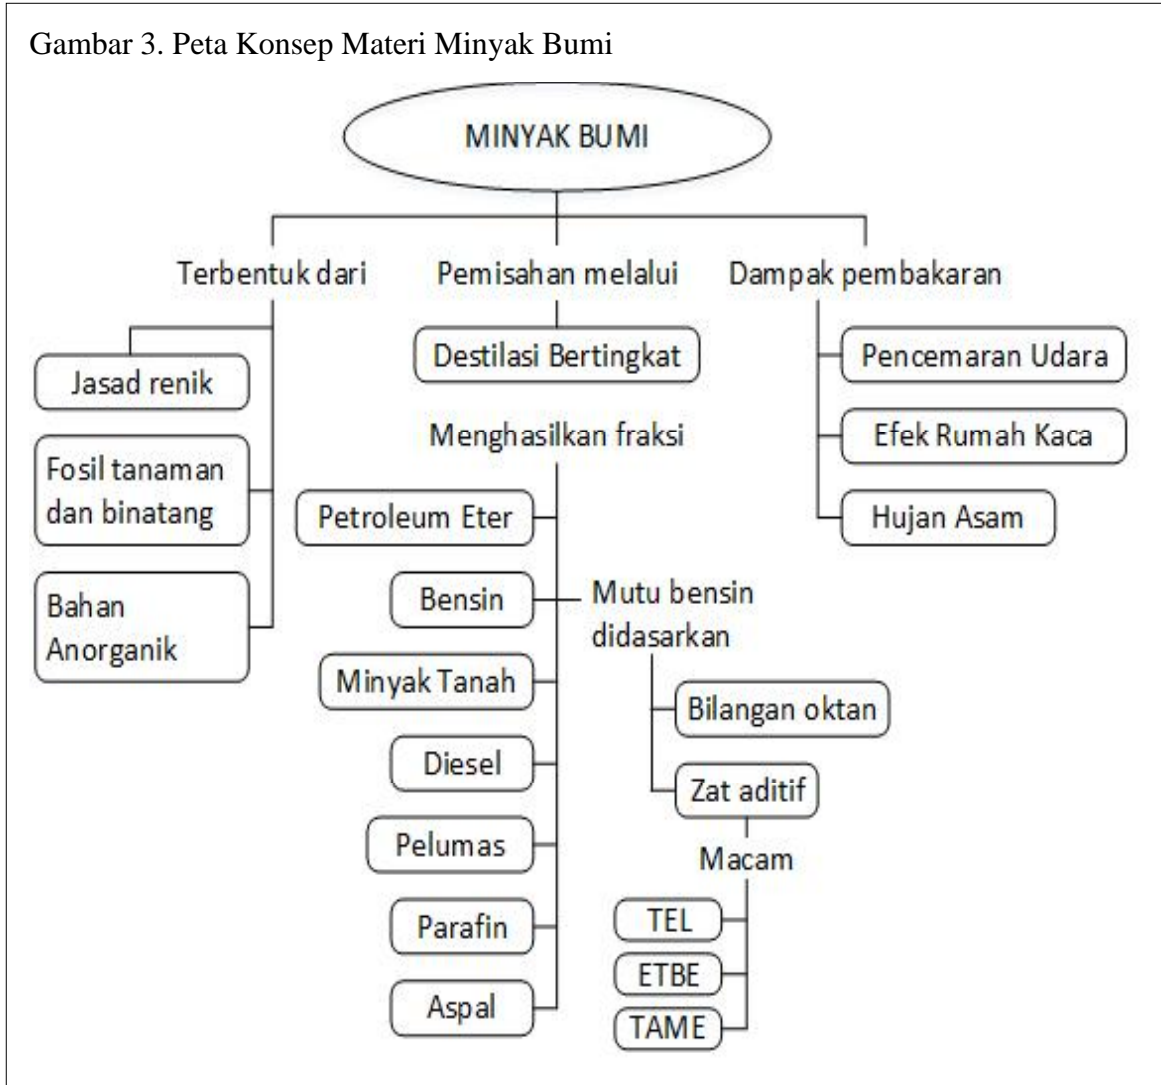 Gambar 3. Peta Konsep Materi Minyak Bumi
MINYAK BUMI
Terbentuk dari
Jasad renik
Fosil tanaman
dan binatang
Bahan
Anorganik
Pemisahan melalui
Destilasi Bertingkat
Menghasilkan fraksi
Petroleum Eter
Bensin
Mutu bensin
didasarkan
Bilangan oktan
Zat aditif
Macam
TEL
ETBE
TAME
Minyak Tanah
Diesel
Pelumas
Parafin
Aspal
Dampak pembakaran
Pencemaran Udara
Efek Rumah Kaca
Hujan Asam